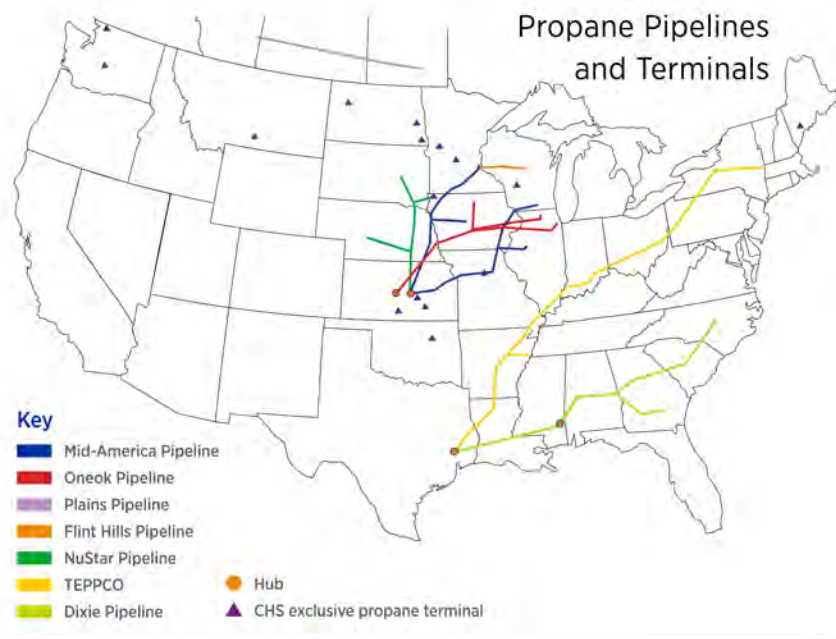 Propane Pipelines
and Terminals
Key
Mid-America Pipeline
Oneok Pipeline
Plains Pipeline
Flint Hills Pipeline
NuStar Pipeline
TEPPCO
Dixie Pipeline
Hub
CHS exclusive propane terminal